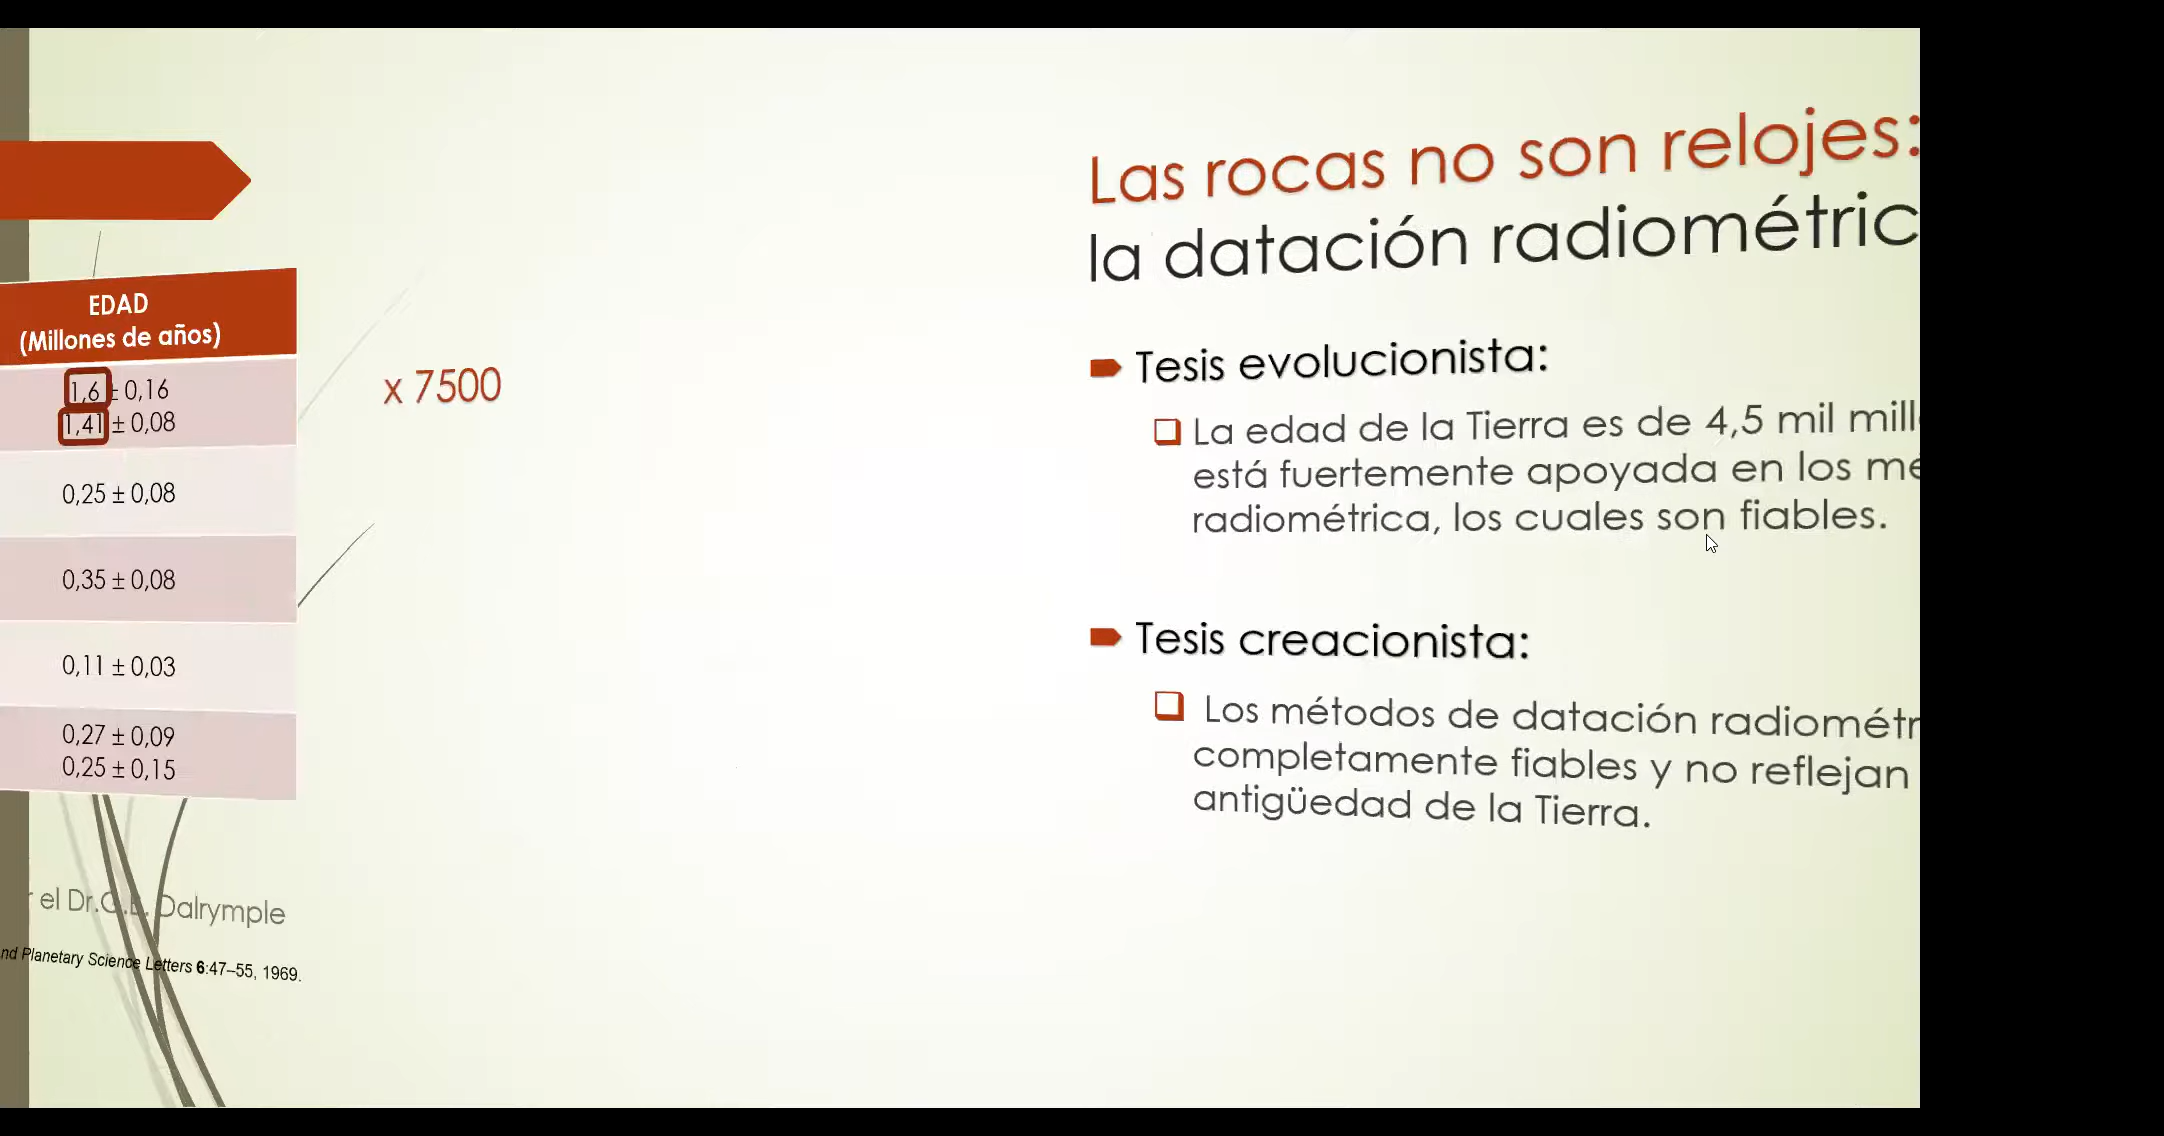 EDAD
(Millones de años)
1,6 ± 0,16
1,41 ± 0,08
0,25 ± 0,08
0,35 ± 0,08
0,11 ± 0,03
0,27 ± 0,09
0,25 ± 0,15
x 7500
el Dr.G.B. Dalrymple
nd Planetary Science Letters 6:47–55, 1969.
Las rocas no son relojes:
la datación radiométric
Tesis evolucionista:
La edad de la Tierra es de 4,5 mil mill
está fuertemente apoyada en los me
radiométrica, los cuales son fiables.
Tesis creacionista:
Los métodos de datación radiométr
completamente fiables y no reflejan
antigüedad de la Tierra.